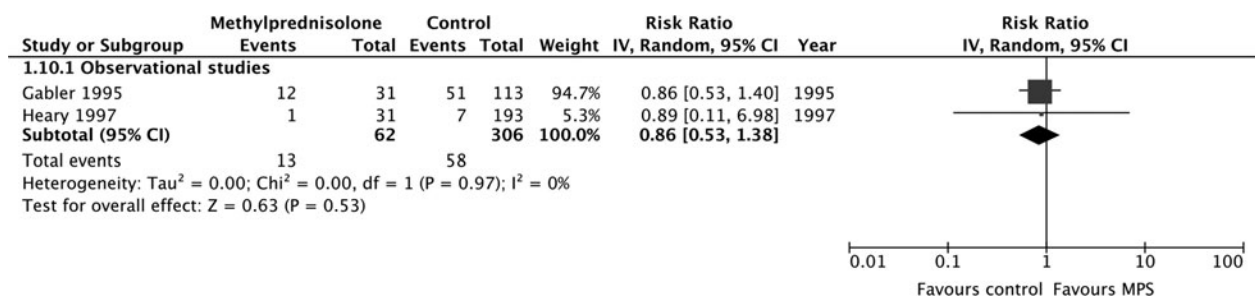 Methylprednisolone Control Risk Ratio Risk Ratio
Study or Subgroup Events Total Events Total Weight IV, Random, 95% CI Year IV, Random, 95% CI
1.10.1 Observational studies
Gabler 1995 12 31 51 113 94.7% 0.86 [0.53, 1.40] 1995
Heary 1997 1 31 7 193 5.3% 0.89 [0.11, 6.98] 1997
Subtotal (95% CI) 62 306 100.0% 0.86 [0.53, 1.38]
Total events 13 58
Heterogeneity: Tau² = 0.00; Chi² = 0.00, df = 1 (P = 0.97); I² = 0%
Test for overall effect: Z = 0.63 (P = 0.53)
0.01 0.1 1 10 100
Favours control Favours MPS